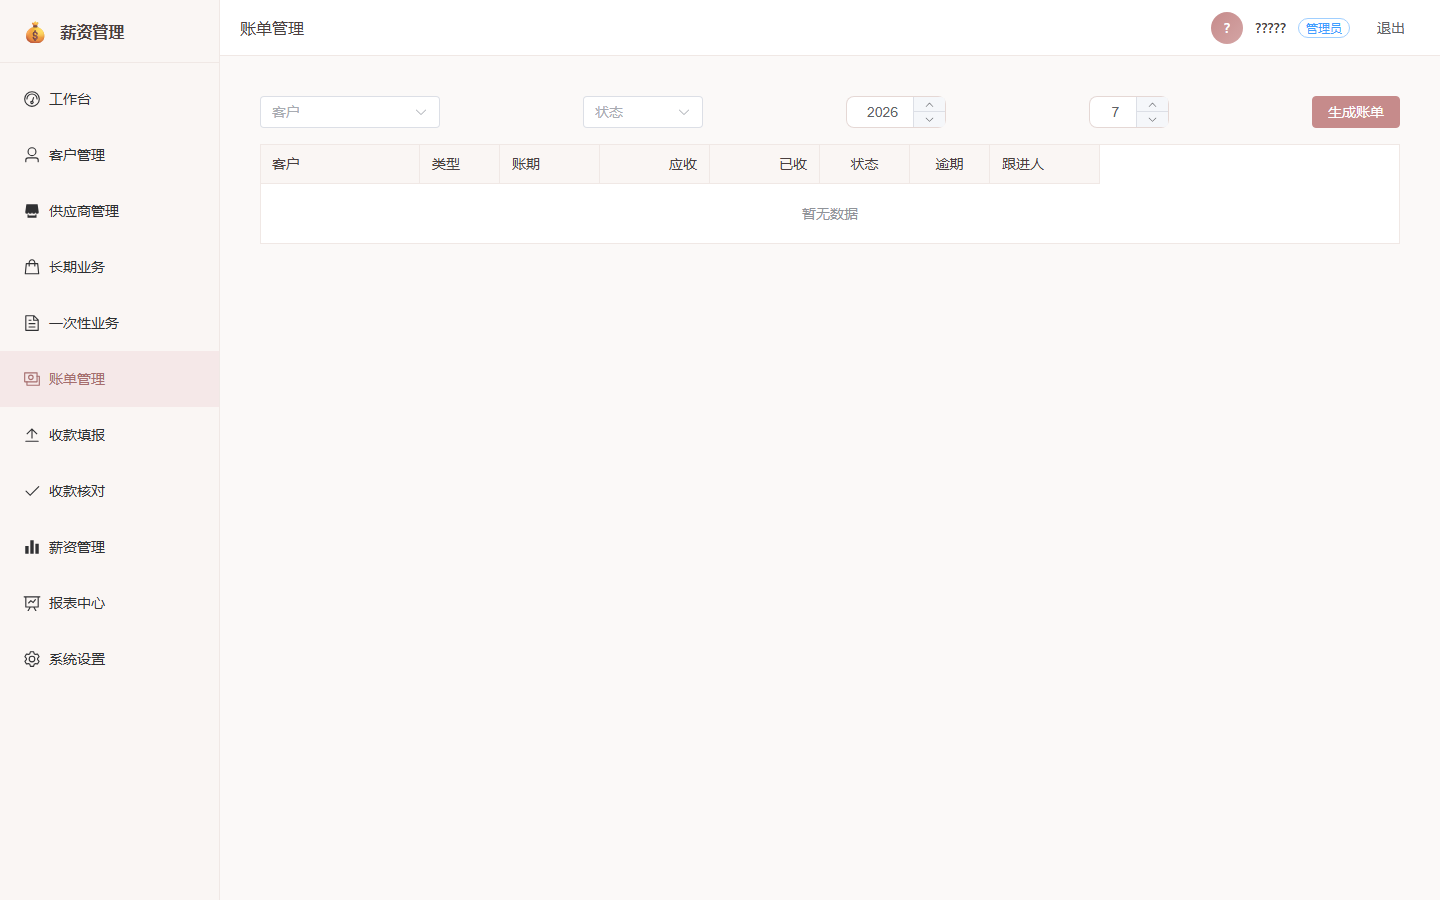 薪资管理
账单管理
? ????? 管理员 退出
工作台
客户管理
供应商管理
长期业务
一次性业务
账单管理
收款填报
收款核对
薪资管理
报表中心
系统设置
客户 状态 2026 7 生成账单
客户 类型 账期 应收 已收 状态 逾期 跟进人
暂无数据